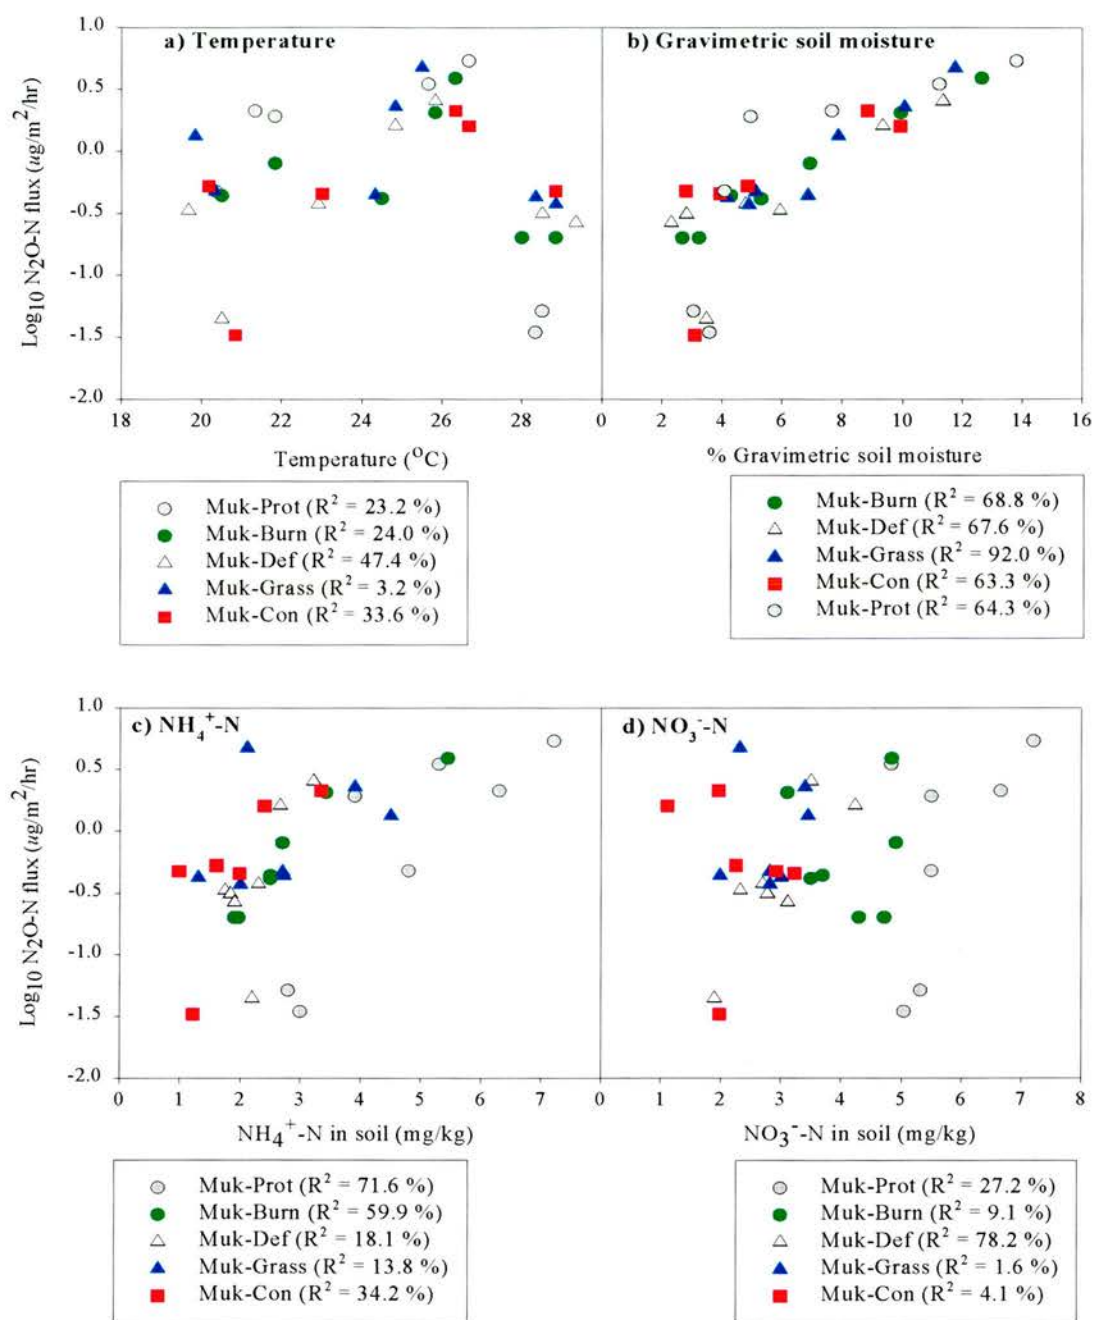 a) Temperature
b) Gravimetric soil moisture
Log10 N2O-N flux (ug/m²/hr)
1.0
0.5
0.0
-0.5
-1.0
-1.5
-2.0
18 20 22 24 26 28 0 2 4 6 8 10 12 14 16
Temperature (OC)
% Gravimetric soil moisture
Muk-Prot (R² = 23.2 %)
Muk-Burn (R² = 24.0 %)
Muk-Def (R² = 47.4 %)
Muk-Grass (R² = 3.2 %)
Muk-Con (R² = 33.6 %)
Muk-Burn (R² = 68.8 %)
Muk-Def (R² = 67.6 %)
Muk-Grass (R² = 92.0 %)
Muk-Con (R² = 63.3 %)
Muk-Prot (R² = 64.3 %)
c) NH4+-N
d) NO3--N
Log10 N2O-N flux (ug/m²/hr)
1.0
0.5
0.0
-0.5
-1.0
-1.5
-2.0
0 1 2 3 4 5 6 7 0 1 2 3 4 5 6 7 8
NH4+-N in soil (mg/kg)
NO3--N in soil (mg/kg)
Muk-Prot (R² = 71.6 %)
Muk-Burn (R² = 59.9 %)
Muk-Def (R² = 18.1 %)
Muk-Grass (R² = 13.8 %)
Muk-Con (R² = 34.2 %)
Muk-Prot (R² = 27.2 %)
Muk-Burn (R² = 9.1 %)
Muk-Def (R² = 78.2 %)
Muk-Grass (R² = 1.6 %)
Muk-Con (R² = 4.1 %)